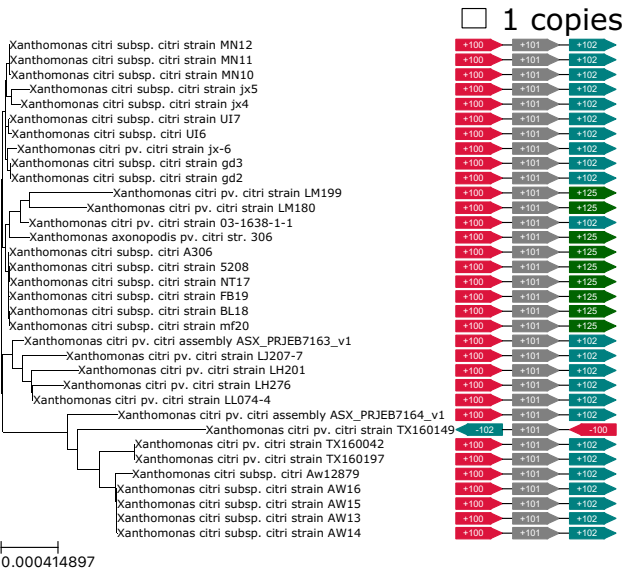 1 copies
Xanthomonas citri subsp. citri strain MN12 +100 +101 +102
Xanthomonas citri subsp. citri strain MN11 +100 +101 +102
Xanthomonas citri subsp. citri strain MN10 +100 +101 +102
Xanthomonas citri subsp. citri strain jx5 +100 +101 +102
Xanthomonas citri subsp. citri strain jx4 +100 +101 +102
Xanthomonas citri subsp. citri strain UI7 +100 +101 +102
Xanthomonas citri subsp. citri UI6 +100 +101 +102
Xanthomonas citri pv. citri strain jx-6 +100 +101 +102
Xanthomonas citri subsp. citri strain gd3 +100 +101 +102
Xanthomonas citri subsp. citri strain gd2 +100 +101 +102
Xanthomonas citri pv. citri strain LM199 +100 +101 +125
Xanthomonas citri pv. citri strain LM180 +100 +101 +125
Xanthomonas citri pv. citri strain 03-1638-1-1 +100 +101 +102
Xanthomonas axonopodis pv. citri str. 306 +100 +101 +125
Xanthomonas citri subsp. citri A306 +100 +101 +125
Xanthomonas citri subsp. citri strain 5208 +100 +101 +125
Xanthomonas citri subsp. citri strain NT17 +100 +101 +125
Xanthomonas citri subsp. citri strain FB19 +100 +101 +125
Xanthomonas citri subsp. citri strain BL18 +100 +101 +125
Xanthomonas citri subsp. citri strain mf20 +100 +101 +125
Xanthomonas citri pv. citri assembly ASX_PRJEB7163_v1 +100 +101 +102
Xanthomonas citri pv. citri strain LJ207-7 +100 +101 +102
Xanthomonas citri pv. citri strain LH201 +100 +101 +102
Xanthomonas citri pv. citri strain LH276 +100 +101 +102
Xanthomonas citri pv. citri strain LL074-4 +100 +101 +102
Xanthomonas citri pv. citri assembly ASX_PRJEB7164_v1 +100 +101 +102
Xanthomonas citri pv. citri strain TX160149 -102 +101 -100
Xanthomonas citri pv. citri strain TX160042 +100 +101 +102
Xanthomonas citri pv. citri strain TX160197 +100 +101 +102
Xanthomonas citri subsp. citri Aw12879 +100 +101 +102
Xanthomonas citri subsp. citri strain AW16 +100 +101 +102
Xanthomonas citri subsp. citri strain AW15 +100 +101 +102
Xanthomonas citri subsp. citri strain AW13 +100 +101 +102
Xanthomonas citri subsp. citri strain AW14 +100 +101 +102
0.000414897